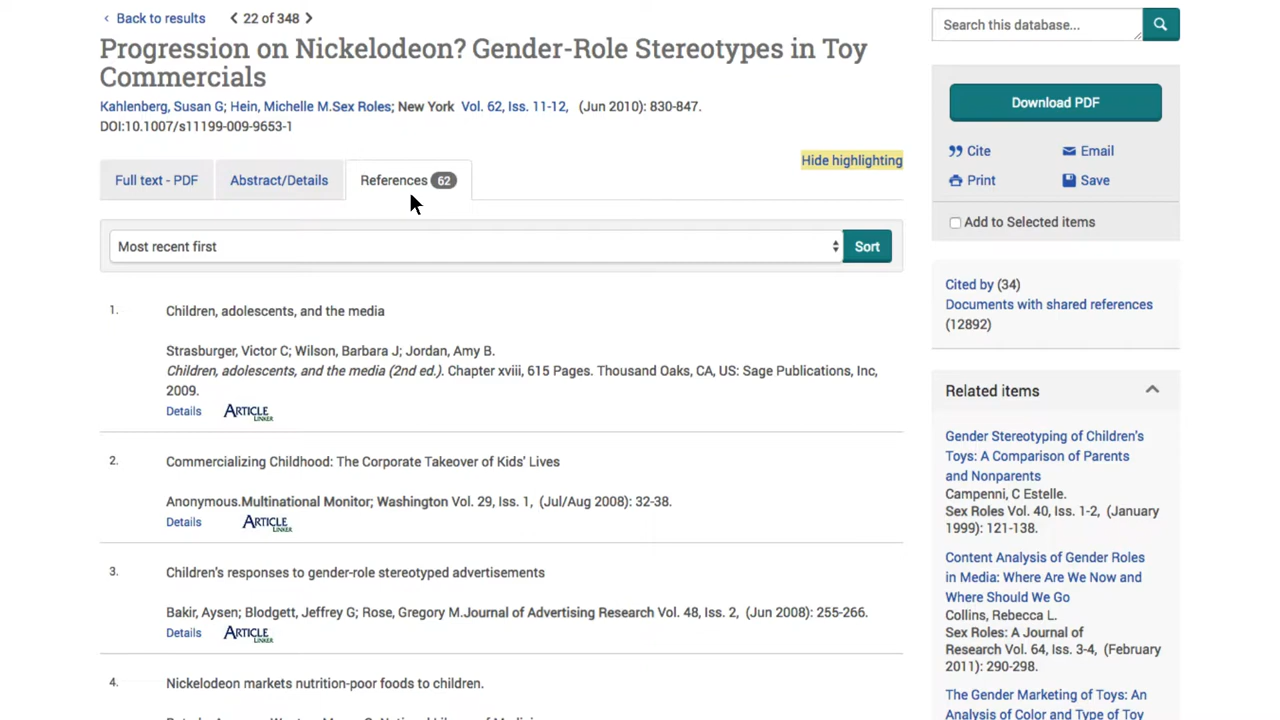 ‹ Back to results
22 of 348
Progression on Nickelodeon? Gender-Role Stereotypes in Toy
Commercials
Kahlenberg, Susan G; Hein, Michelle M.Sex Roles; New York Vol. 62, Iss. 11-12, (Jun 2010): 830-847.
DOI:10.1007/s11199-009-9653-1
Hide highlighting
Full text - PDF
Abstract/Details
References 62
Most recent first
Sort
1. Children, adolescents, and the media
Strasburger, Victor C; Wilson, Barbara J; Jordan, Amy B.
Children, adolescents, and the media (2nd ed.). Chapter xviii, 615 Pages. Thousand Oaks, CA, US: Sage Publications, Inc,
2009.
Details ARTICLE LINKER
2. Commercializing Childhood: The Corporate Takeover of Kids' Lives
Anonymous.Multinational Monitor; Washington Vol. 29, Iss. 1, (Jul/Aug 2008): 32-38.
Details ARTICLE LINKER
3. Children's responses to gender-role stereotyped advertisements
Bakir, Aysen; Blodgett, Jeffrey G; Rose, Gregory M.Journal of Advertising Research Vol. 48, Iss. 2, (Jun 2008): 255-266.
Details ARTICLE LINKER
4. Nickelodeon markets nutrition-poor foods to children.
Search this database...
Download PDF
Cite
Email
Print
Save
Add to Selected items
Cited by (34)
Documents with shared references
(12892)
Related items
Gender Stereotyping of Children's
Toys: A Comparison of Parents
and Nonparents
Campenni, C Estelle.
Sex Roles Vol. 40, Iss. 1-2, (January
1999): 121-138.
Content Analysis of Gender Roles
in Media: Where Are We Now and
Where Should We Go
Collins, Rebecca L.
Sex Roles: A Journal of
Research Vol. 64, Iss. 3-4, (February
2011): 290-298.
The Gender Marketing of Toys: An
Analysis of Color and Type of Toy